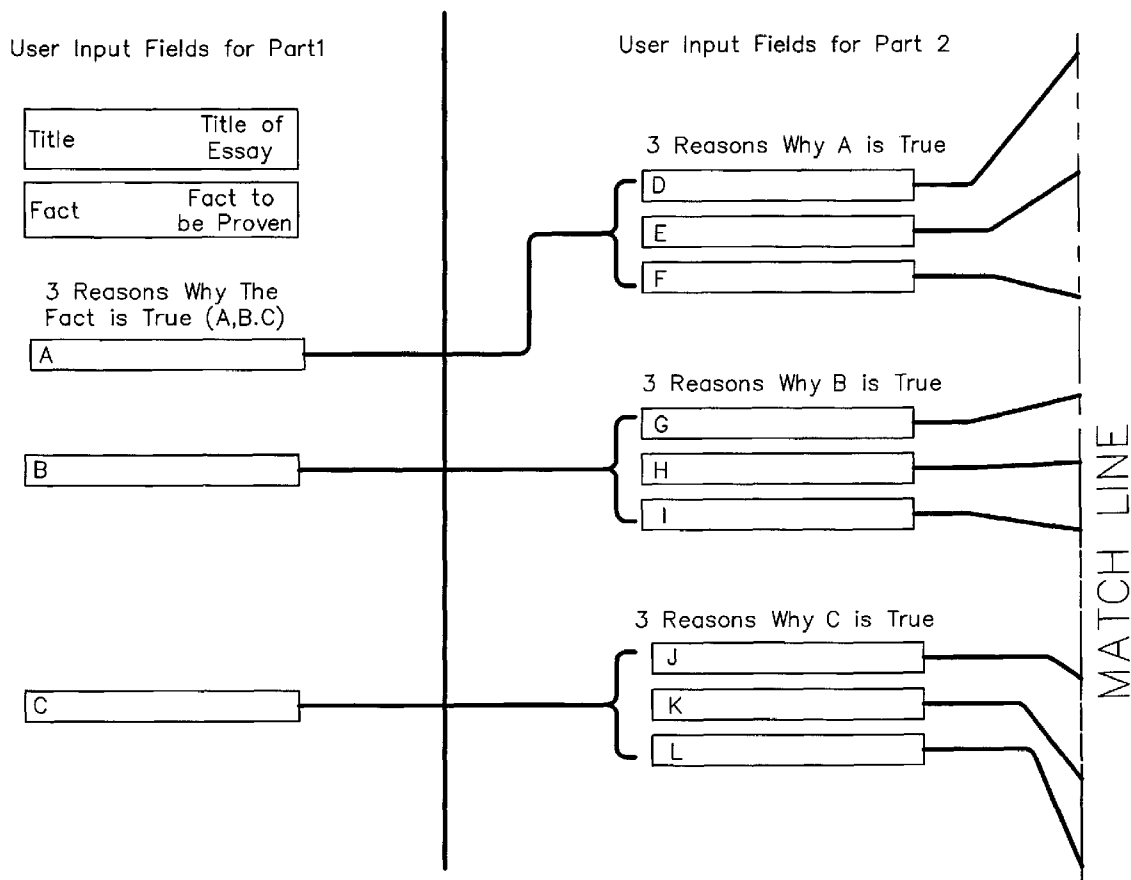 User Input Fields for Part1
Title
Title of
Essay
Fact
Fact to
be Proven
3 Reasons Why The
Fact is True (A,B.C)
A
B
C
User Input Fields for Part 2
3 Reasons Why A is True
D
E
F
3 Reasons Why B is True
G
H
I
3 Reasons Why C is True
J
K
L
MATCH LINE